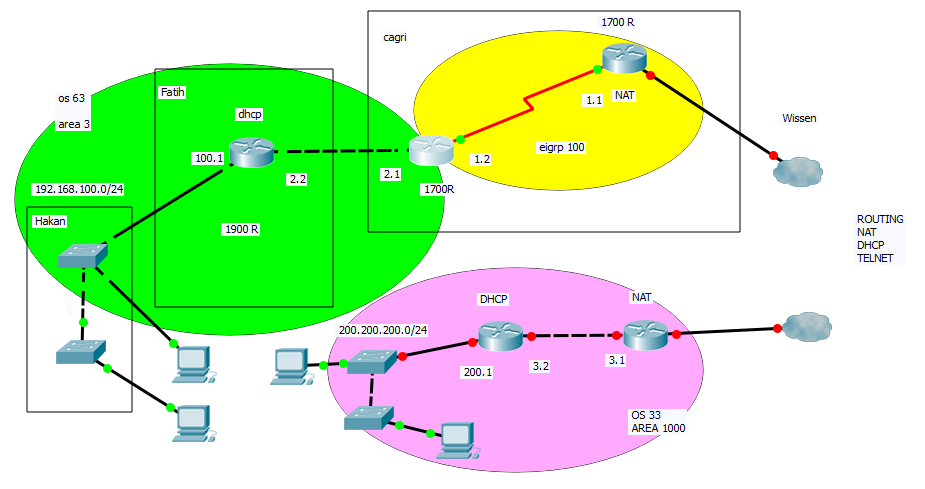 1700 R
cagri
os 63
area 3
Fatih
dhcp
NAT
1.1
Wissen
eigrp 100
100.1
2.2
2.1
1.2
1700R
192.168.100.0/24
Hakan
1900 R
ROUTING
NAT
DHCP
TELNET
DHCP
NAT
200.200.200.0/24
200.1
3.2
3.1
OS 33
AREA 1000